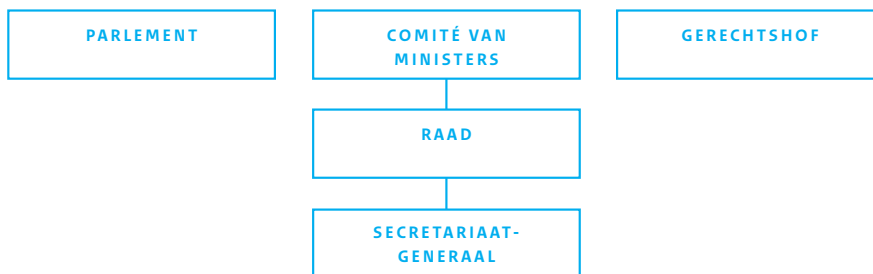 PARLEMENT
COMITÉ VAN
MINISTERS
GERECHTSHOF
RAAD
SECRETARIAAT-
GENERAAL